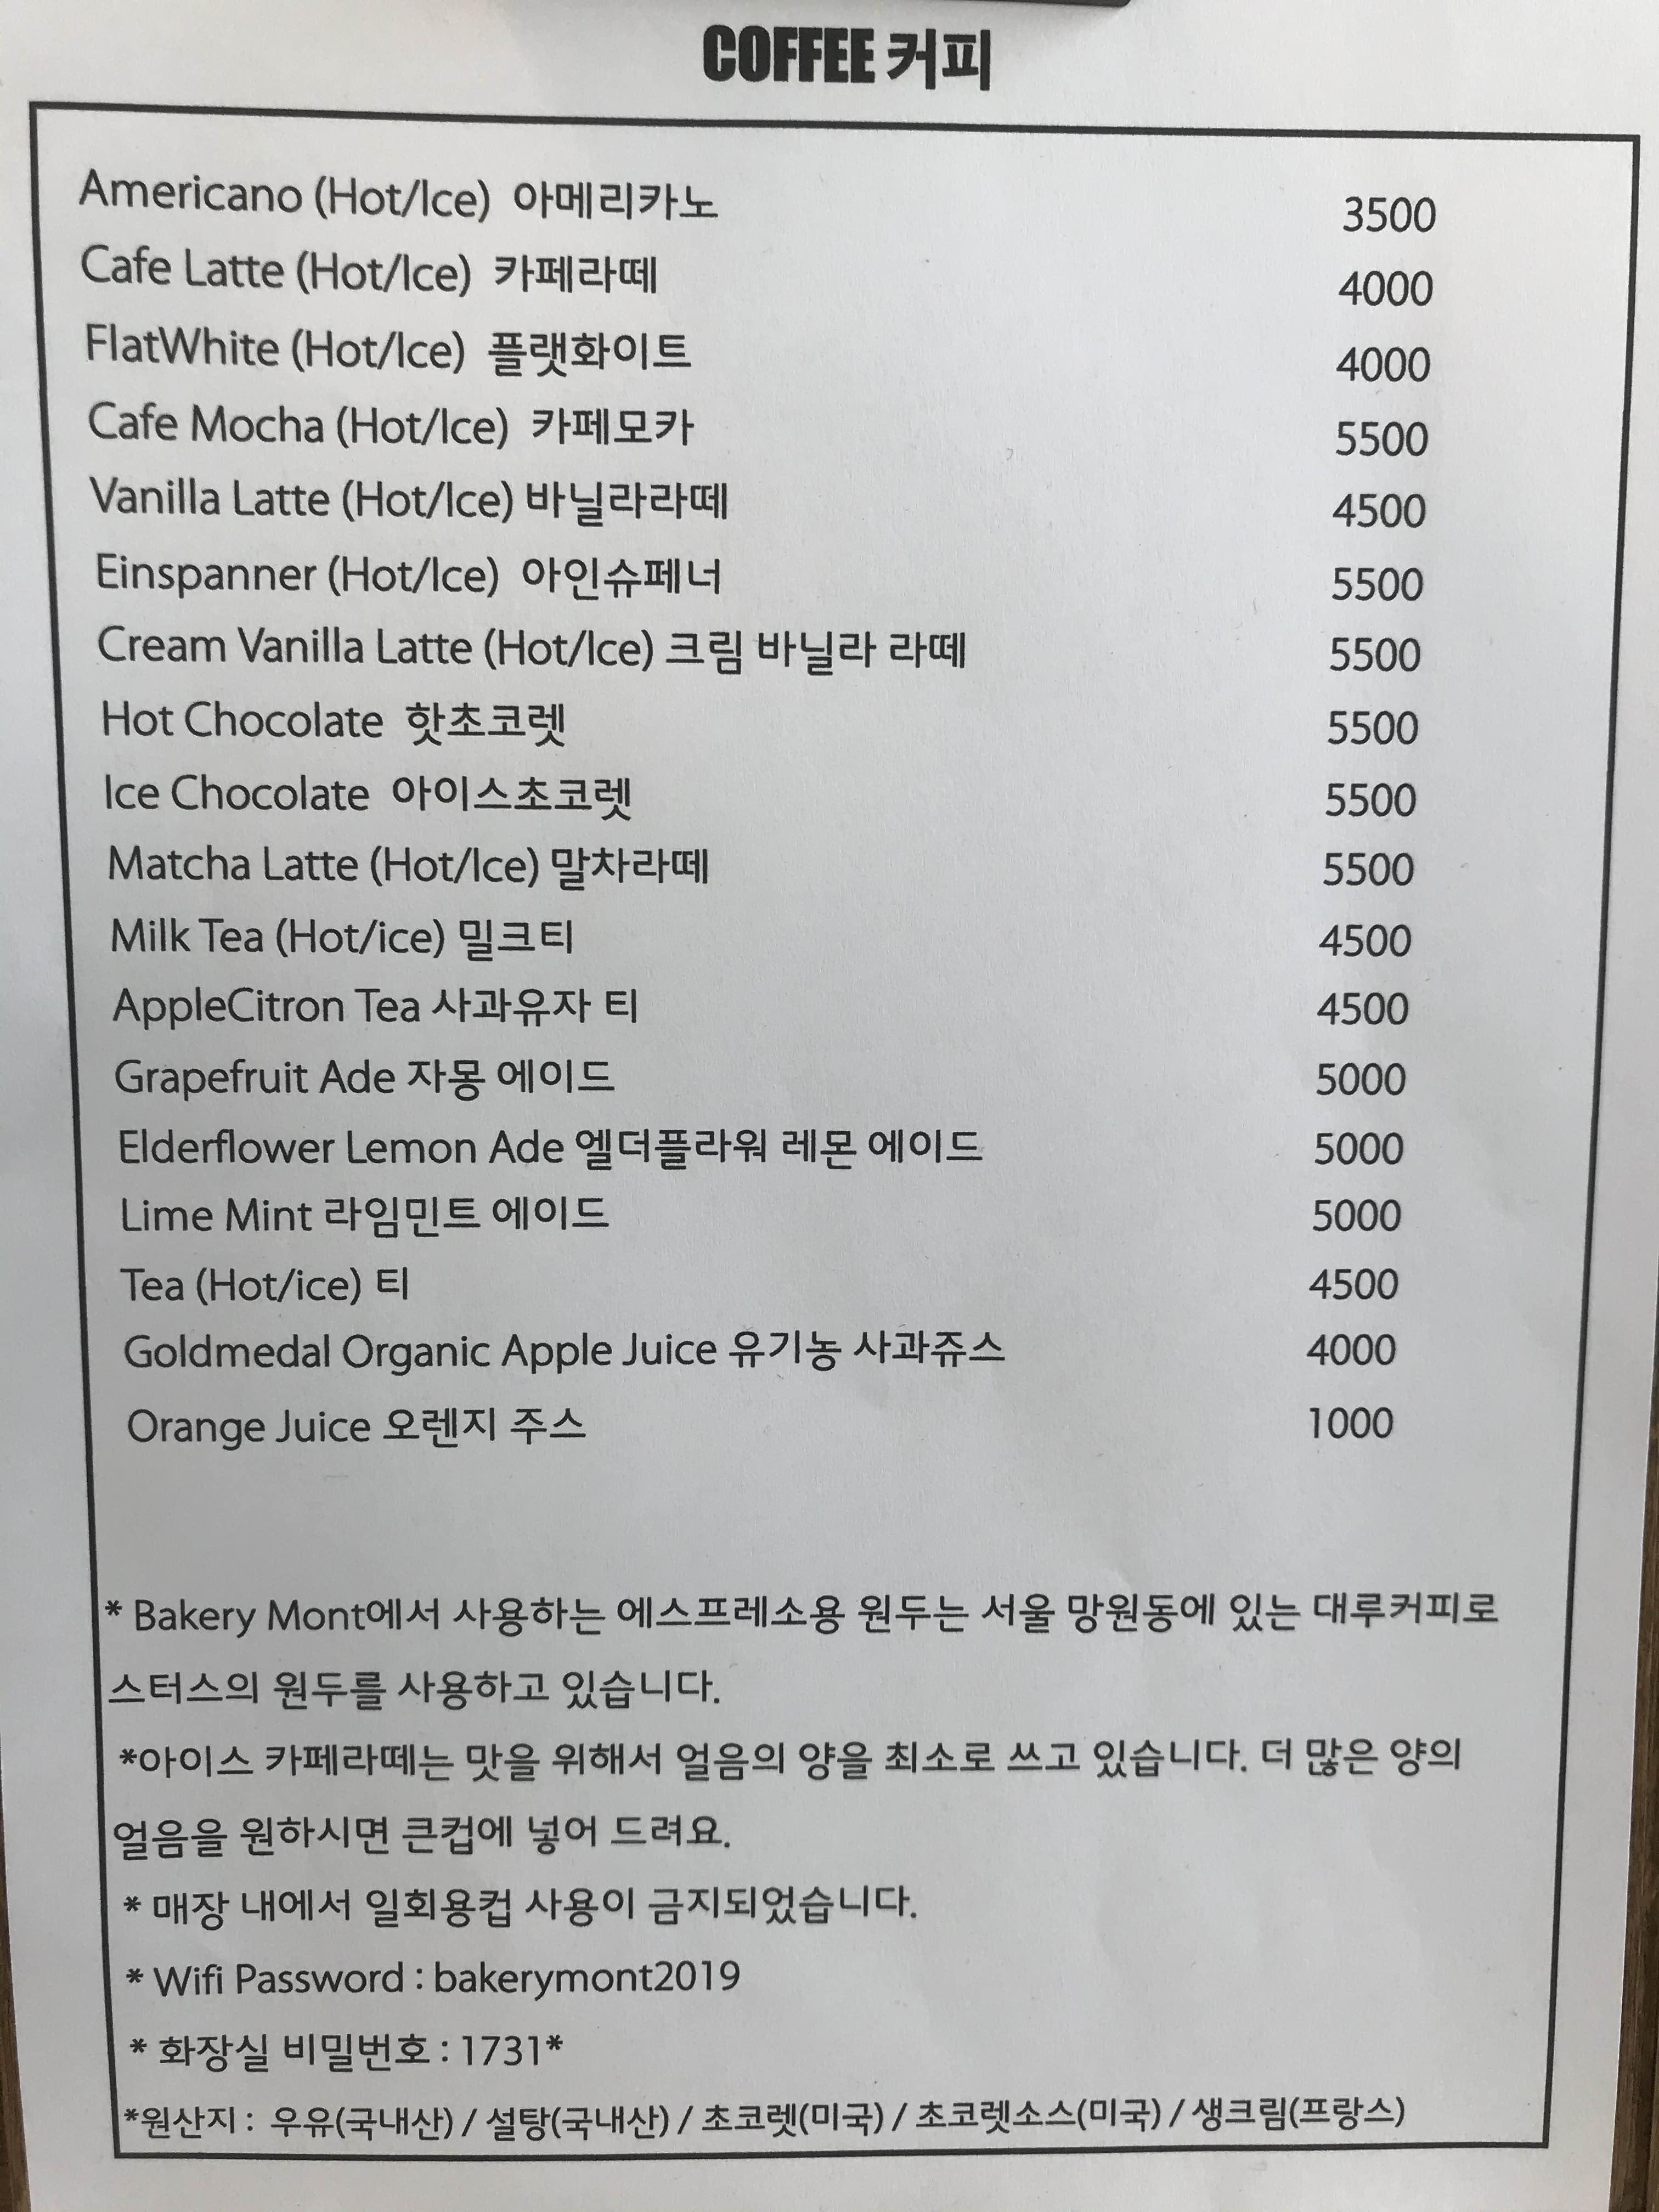 COFFEE 커피
Americano (Hot/Ice) 아메리카노 3500
Cafe Latte (Hot/Ice) 카페라떼 4000
FlatWhite (Hot/Ice) 플랫화이트 4000
Cafe Mocha (Hot/Ice) 카페모카 5500
Vanilla Latte (Hot/Ice) 바닐라라떼 4500
Einspanner (Hot/Ice) 아인슈페너 5500
Cream Vanilla Latte (Hot/Ice) 크림 바닐라 라떼 5500
Hot Chocolate 핫초코렛 5500
Ice Chocolate 아이스초코렛 5500
Matcha Latte (Hot/Ice) 말차라떼 5500
Milk Tea (Hot/ice) 밀크티 4500
AppleCitron Tea 사과유자 티 4500
Grapefruit Ade 자몽 에이드 5000
Elderflower Lemon Ade 엘더플라워 레몬 에이드 5000
Lime Mint 라임민트 에이드 5000
Tea (Hot/ice) 티 4500
Goldmedal Organic Apple Juice 유기농 사과쥬스 4000
Orange Juice 오렌지 주스 1000
* Bakery Mont에서 사용하는 에스프레소용 원두는 서울 망원동에 있는 대루커피로
스터스의 원두를 사용하고 있습니다.
*아이스 카페라떼는 맛을 위해서 얼음의 양을 최소로 쓰고 있습니다. 더 많은 양의
얼음을 원하시면 큰컵에 넣어 드려요.
* 매장 내에서 일회용컵 사용이 금지되었습니다.
* Wifi Password : bakerymont2019
* 화장실 비밀번호 : 1731*
*원산지 : 우유(국내산) / 설탕(국내산) / 초코렛(미국) / 초코렛소스(미국) / 생크림(프랑스)